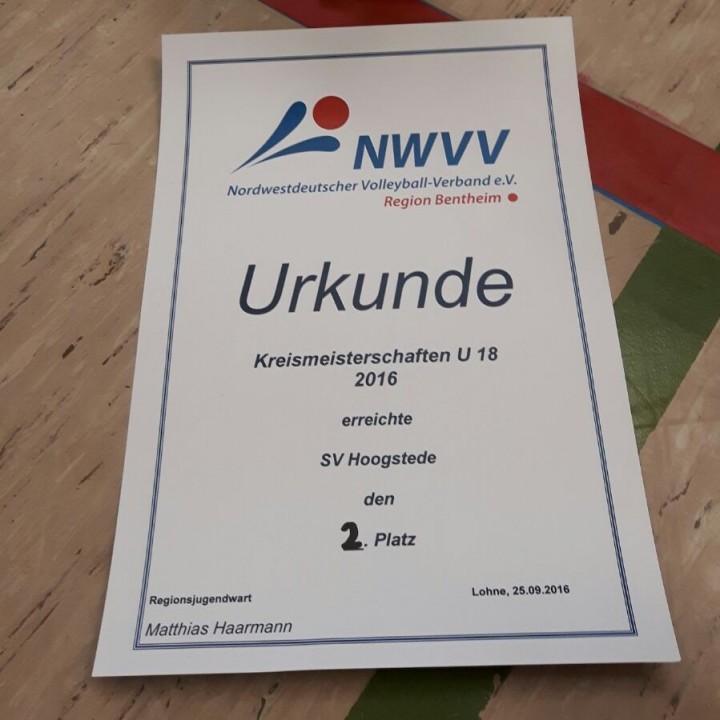 NWVV
Nordwestdeutscher Volleyball-Verband e.V.
Region Bentheim
Urkunde
Kreismeisterschaften U 18
2016
erreichte
SV Hoogstede
den
2. Platz
Regionsjugendwart
Lohne, 25.09.2016
Matthias Haarmann